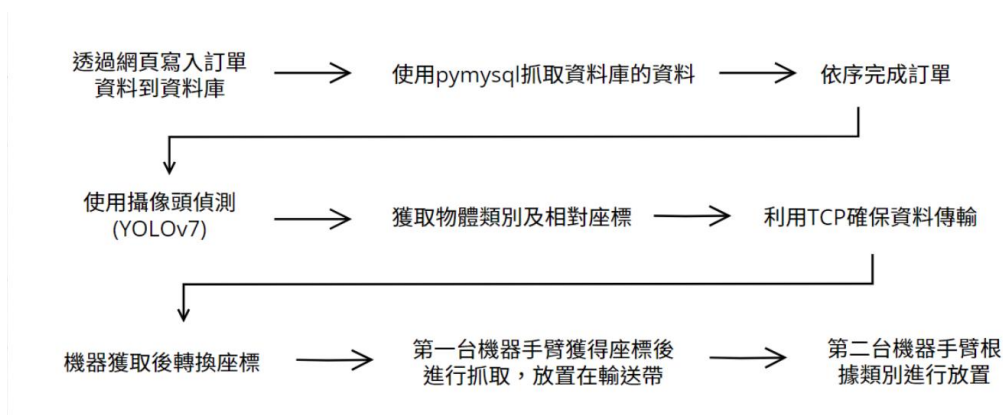 透過網頁寫入訂單
資料到資料庫
使用pymysql抓取資料庫的資料
依序完成訂單
使用攝像頭偵測
(YOLOv7)
獲取物體類別及相對座標
利用TCP確保資料傳輸
機器獲取後轉換座標
第一台機器手臂獲得座標後
進行抓取，放置在輸送帶
第二台機器手臂根
據類別進行放置